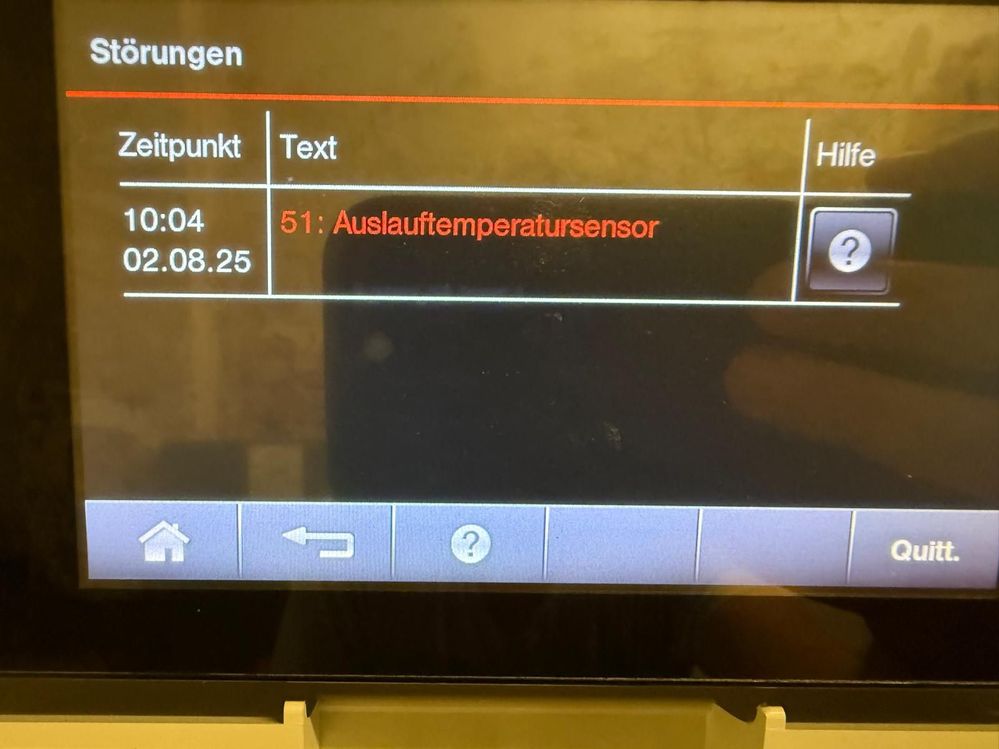 Störungen
Zeitpunkt Text Hilfe
10:04 51: Auslauftemperatursensor ?
02.08.25
? Quitt.